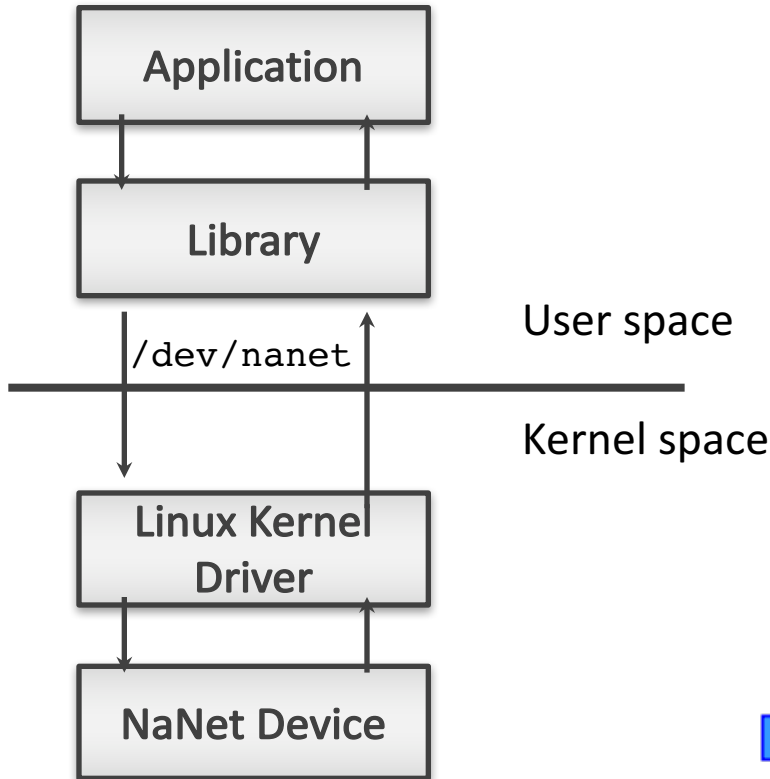 Application
Library
User space
/dev/nanet
Kernel space
Linux Kernel
Driver
NaNet Device